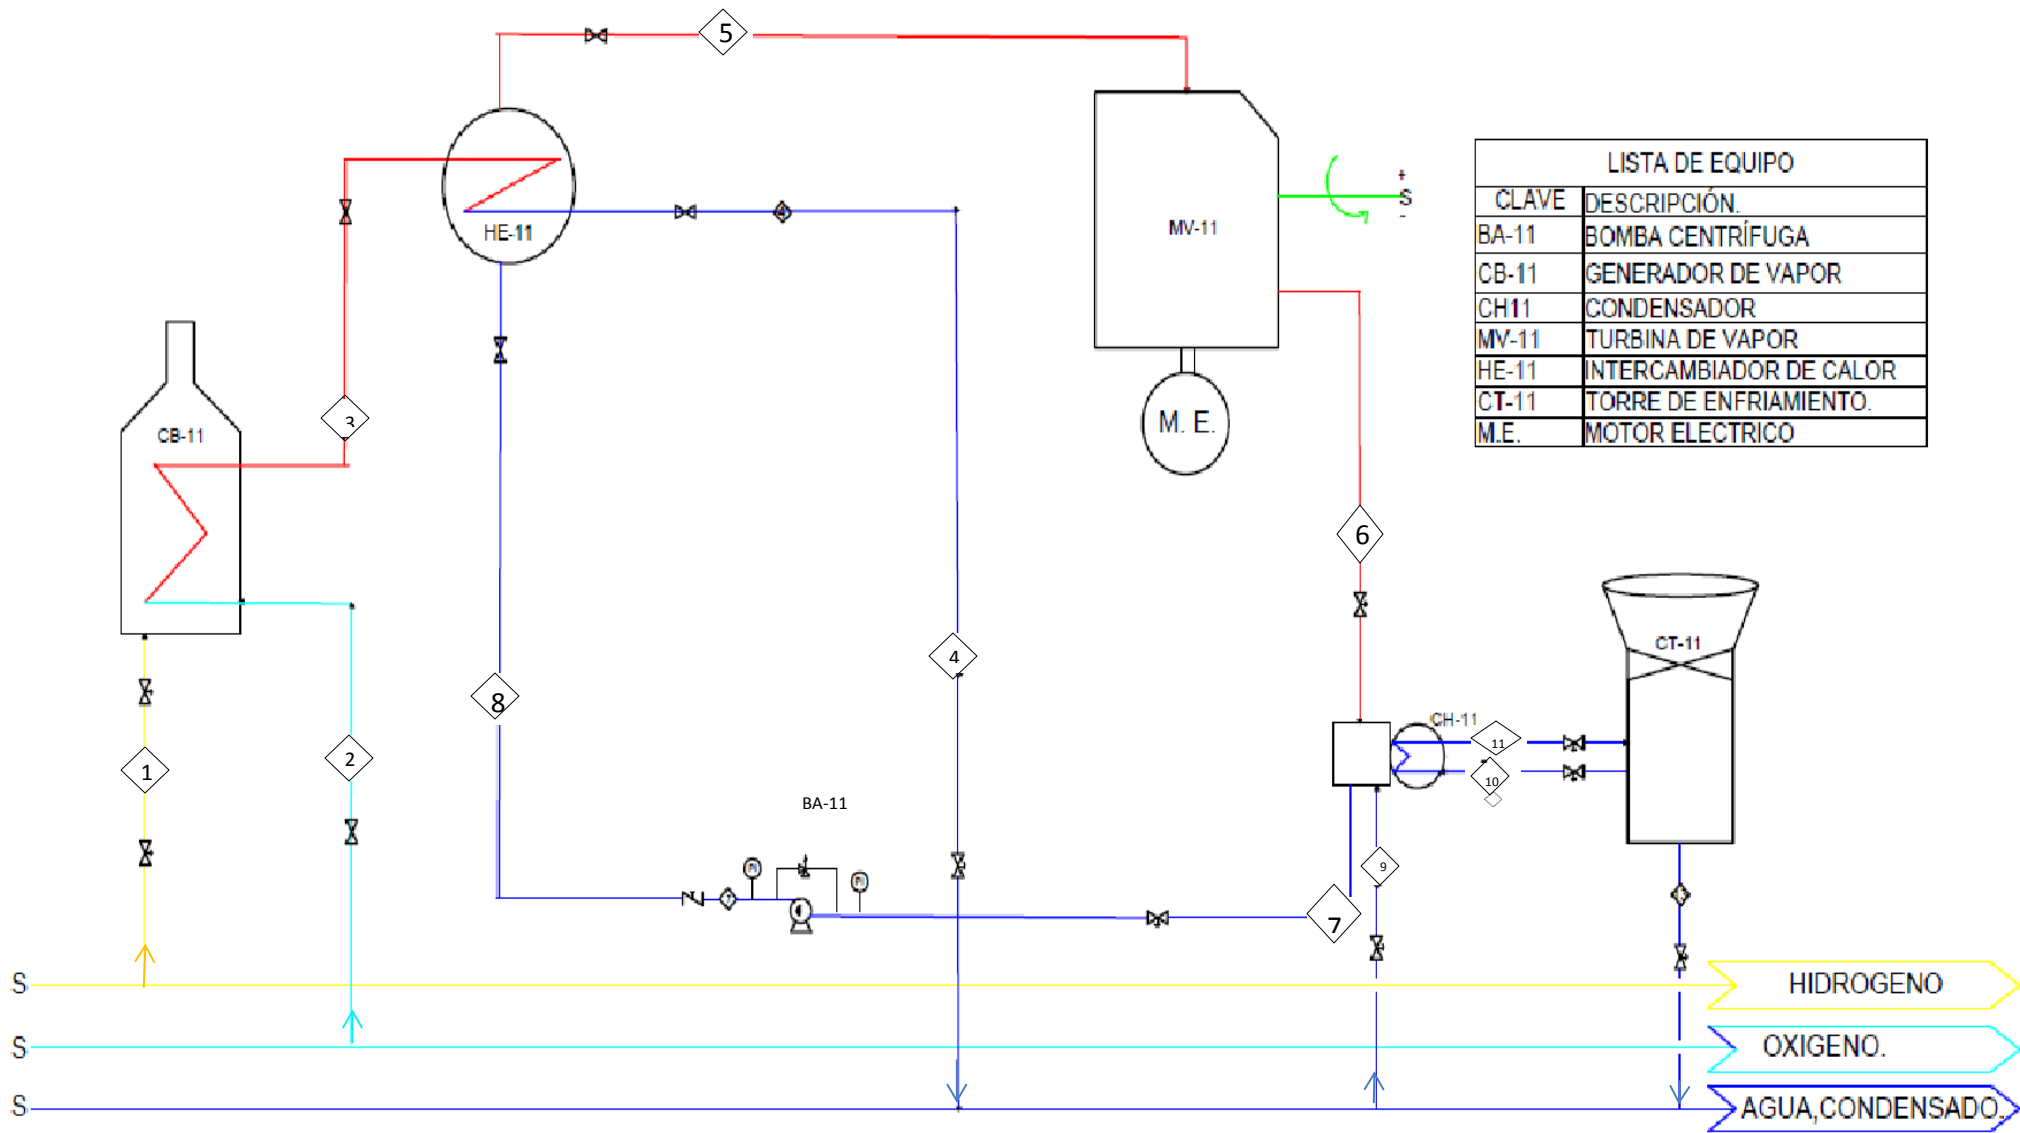 5
HE-11
MV-11
+
S
-
LISTA DE EQUIPO
CLAVE DESCRIPCIÓN.
BA-11 BOMBA CENTRÍFUGA
CB-11 GENERADOR DE VAPOR
CH11 CONDENSADOR
MV-11 TURBINA DE VAPOR
HE-11 INTERCAMBIADOR DE CALOR
CT-11 TORRE DE ENFRIAMIENTO.
M.E. MOTOR ELECTRICO
3
CB-11
M. E.
6
CT-11
4
8
CH-11
11
10
2
1
BA-11
9
7
S HIDROGENO
S OXIGENO.
S AGUA,CONDENSADO.